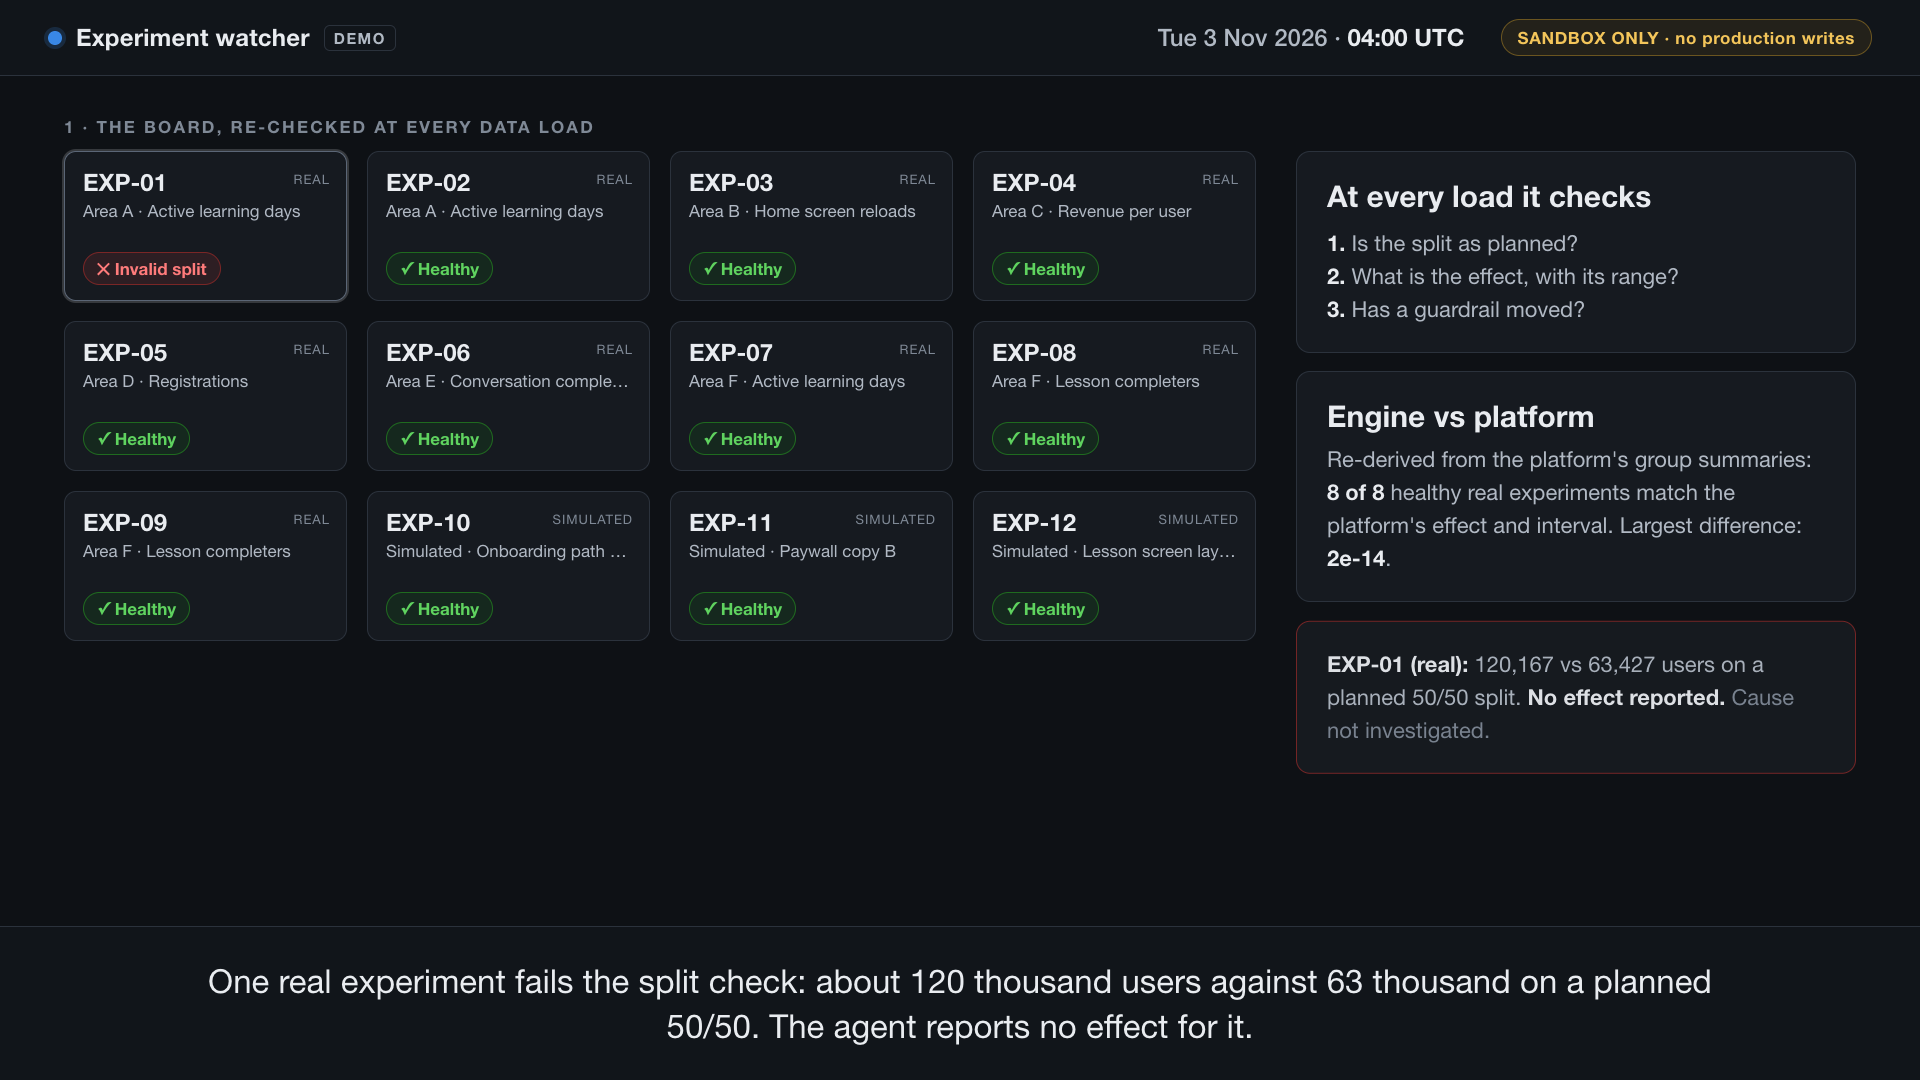 Experiment watcher DEMO
Tue 3 Nov 2026 · 04:00 UTC
SANDBOX ONLY · no production writes
1 · THE BOARD, RE-CHECKED AT EVERY DATA LOAD
EXP-01 REAL
Area A · Active learning days
✕ Invalid split
EXP-02 REAL
Area A · Active learning days
✓ Healthy
EXP-03 REAL
Area B · Home screen reloads
✓ Healthy
EXP-04 REAL
Area C · Revenue per user
✓ Healthy
EXP-05 REAL
Area D · Registrations
✓ Healthy
EXP-06 REAL
Area E · Conversation comple…
✓ Healthy
EXP-07 REAL
Area F · Active learning days
✓ Healthy
EXP-08 REAL
Area F · Lesson completers
✓ Healthy
EXP-09 REAL
Area F · Lesson completers
✓ Healthy
EXP-10 SIMULATED
Simulated · Onboarding path …
✓ Healthy
EXP-11 SIMULATED
Simulated · Paywall copy B
✓ Healthy
EXP-12 SIMULATED
Simulated · Lesson screen lay…
✓ Healthy
At every load it checks
1. Is the split as planned?
2. What is the effect, with its range?
3. Has a guardrail moved?
Engine vs platform
Re-derived from the platform's group summaries:
8 of 8 healthy real experiments match the
platform's effect and interval. Largest difference:
2e-14.
EXP-01 (real): 120,167 vs 63,427 users on a
planned 50/50 split. No effect reported. Cause
not investigated.
One real experiment fails the split check: about 120 thousand users against 63 thousand on a planned
50/50. The agent reports no effect for it.